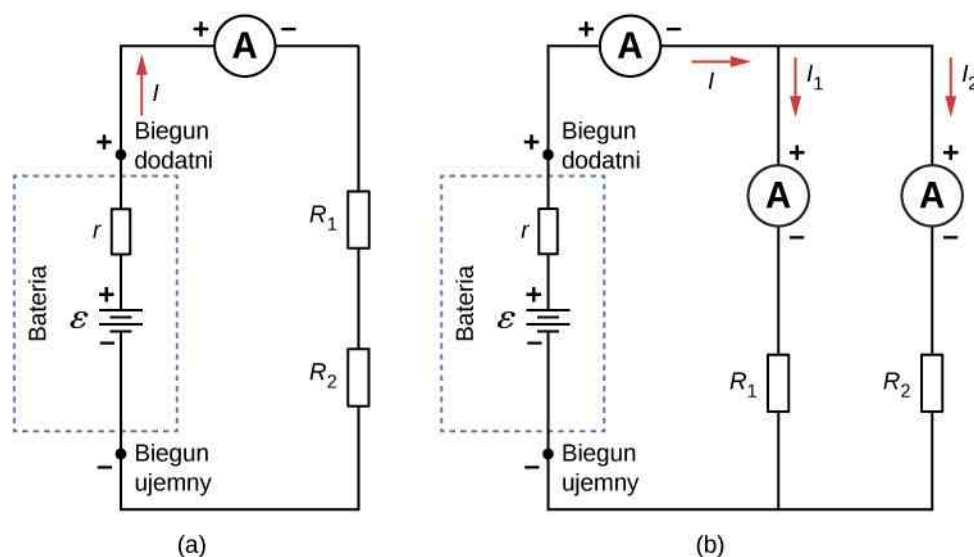 + A −
I
+ Biegun
dodatni
r
R1
Bateria
+
ε
−
R2
− Biegun
ujemny
(a)
+ A −
I
I1
I2
+ Biegun
dodatni
+
A
−
+
A
−
r
Bateria
+
ε
−
R1
R2
− Biegun
ujemny
(b)